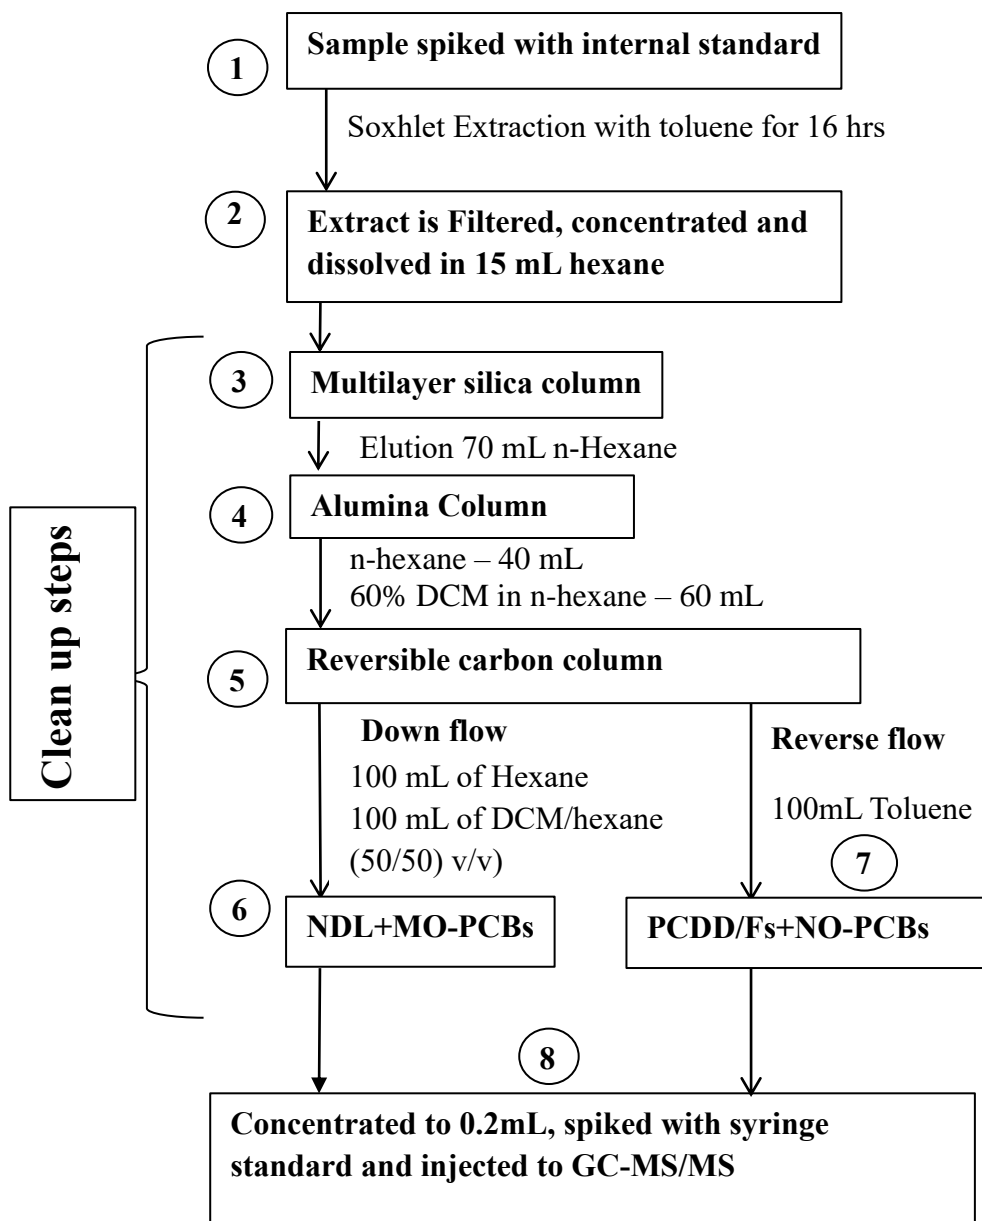 1
Sample spiked with internal standard
Soxhlet Extraction with toluene for 16 hrs
2
Extract is Filtered, concentrated and
dissolved in 15 mL hexane
Clean up steps
3
Multilayer silica column
Elution 70 mL n-Hexane
4
Alumina Column
n-hexane – 40 mL
60% DCM in n-hexane – 60 mL
5
Reversible carbon column
Down flow
100 mL of Hexane
100 mL of DCM/hexane
(50/50) v/v)
Reverse flow
100mL Toluene
6
NDL+MO-PCBs
7
PCDD/Fs+NO-PCBs
8
Concentrated to 0.2mL, spiked with syringe
standard and injected to GC-MS/MS